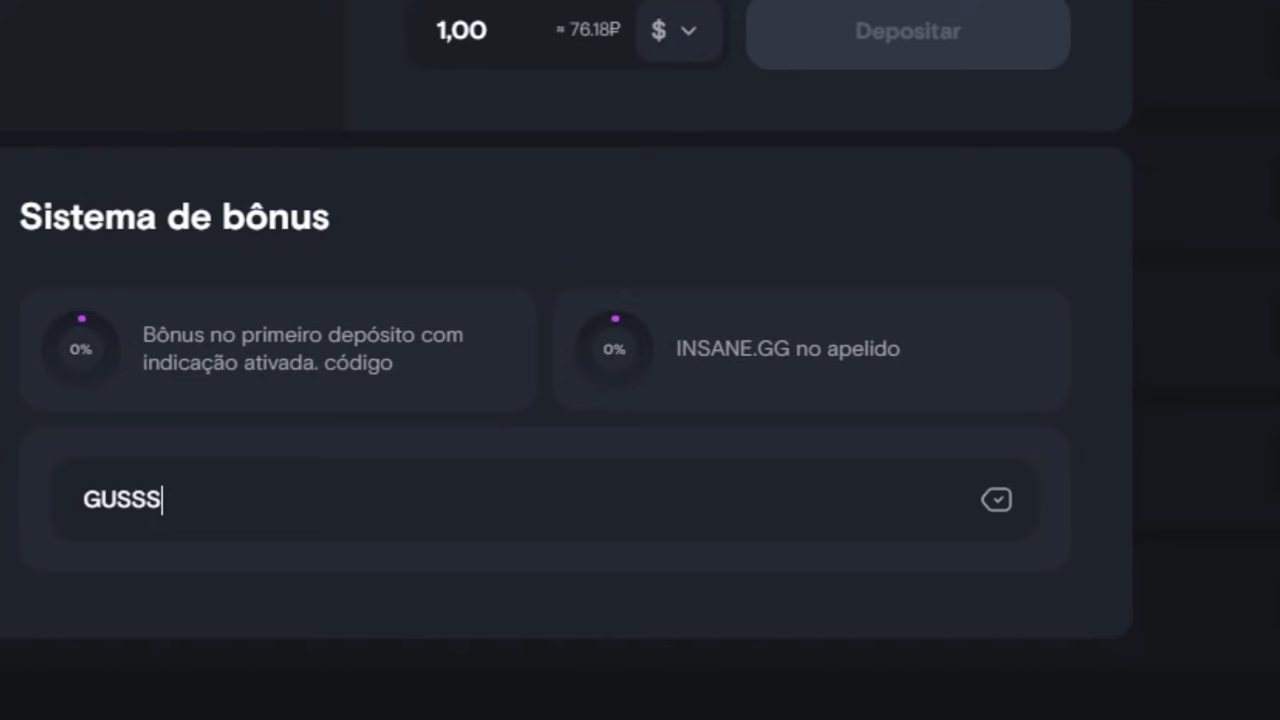 1,00 ≈ 76.18₽ $ Depositar
Sistema de bônus
0% Bônus no primeiro depósito com
indicação ativada. código
0% INSANE.GG no apelido
GUSSS